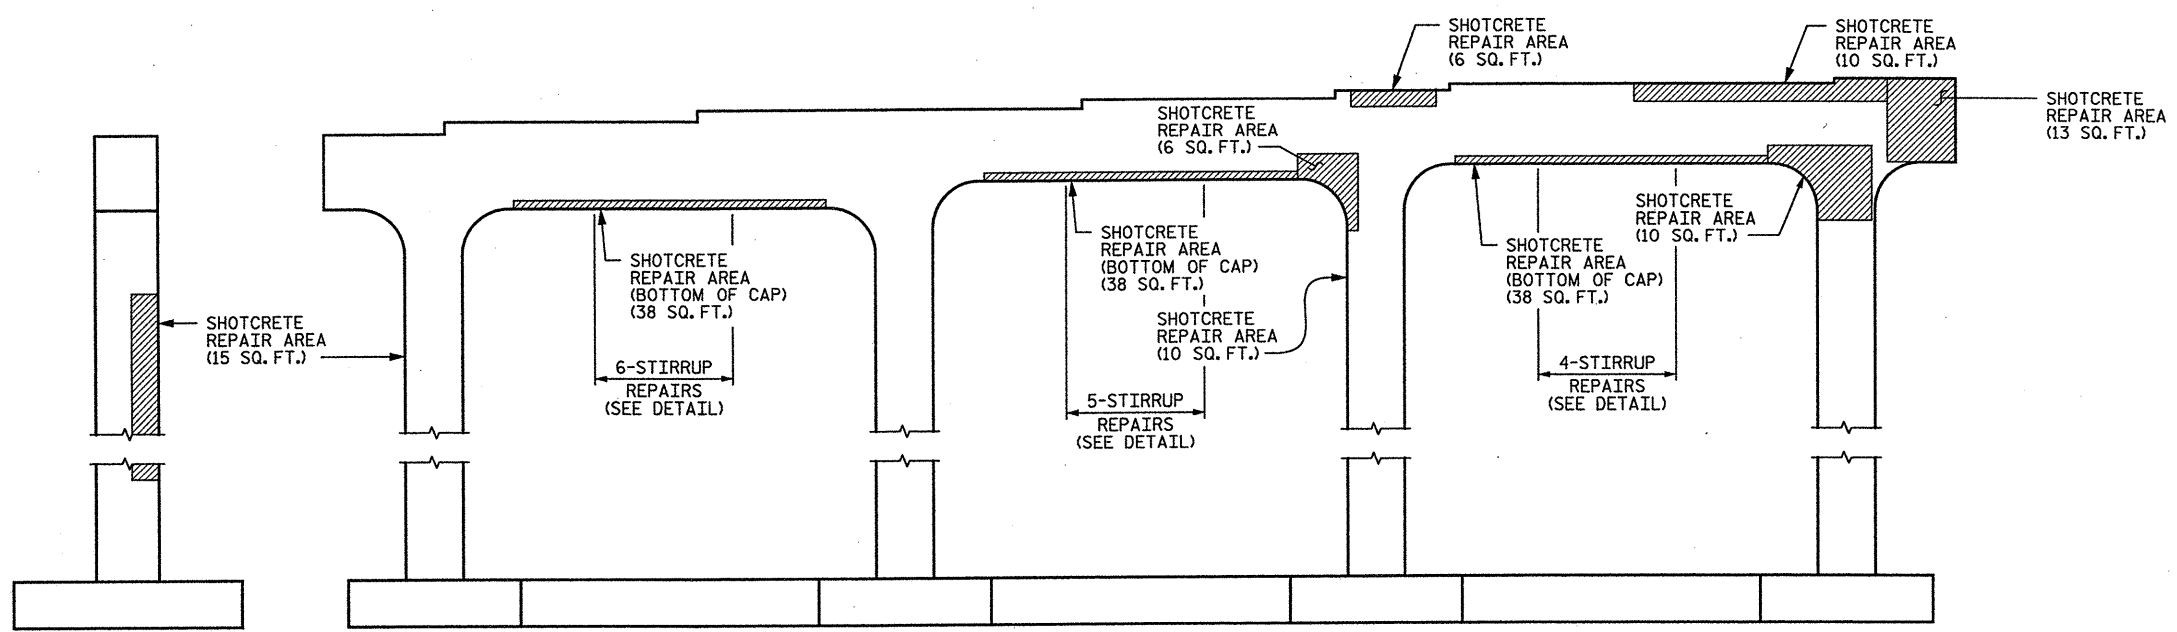 SHOTCRETE
REPAIR AREA
(6 SQ. FT.)
SHOTCRETE
REPAIR AREA
(10 SQ. FT.)
SHOTCRETE
REPAIR AREA
(13 SQ. FT.)
SHOTCRETE
REPAIR AREA
(6 SQ. FT.)
SHOTCRETE
REPAIR AREA
(10 SQ. FT.)
SHOTCRETE
REPAIR AREA
(BOTTOM OF CAP)
(38 SQ. FT.)
SHOTCRETE
REPAIR AREA
(BOTTOM OF CAP)
(38 SQ. FT.)
SHOTCRETE
REPAIR AREA
(BOTTOM OF CAP)
(38 SQ. FT.)
SHOTCRETE
REPAIR AREA
(15 SQ. FT.)
SHOTCRETE
REPAIR AREA
(10 SQ. FT.)
6-STIRRUP
REPAIRS
(SEE DETAIL)
5-STIRRUP
REPAIRS
(SEE DETAIL)
4-STIRRUP
REPAIRS
(SEE DETAIL)